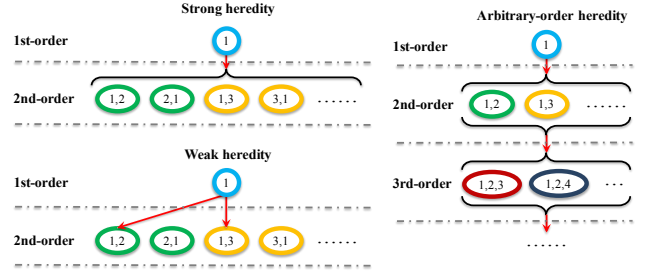 Strong heredity
1st-order
1
2nd-order
1,2 2,1 1,3 3,1 ......
Weak heredity
1st-order
1
2nd-order
1,2 2,1 1,3 3,1 ......
Arbitrary-order heredity
1st-order
1
2nd-order
1,2 1,3 ......
3rd-order
1,2,3 1,2,4 ...
......